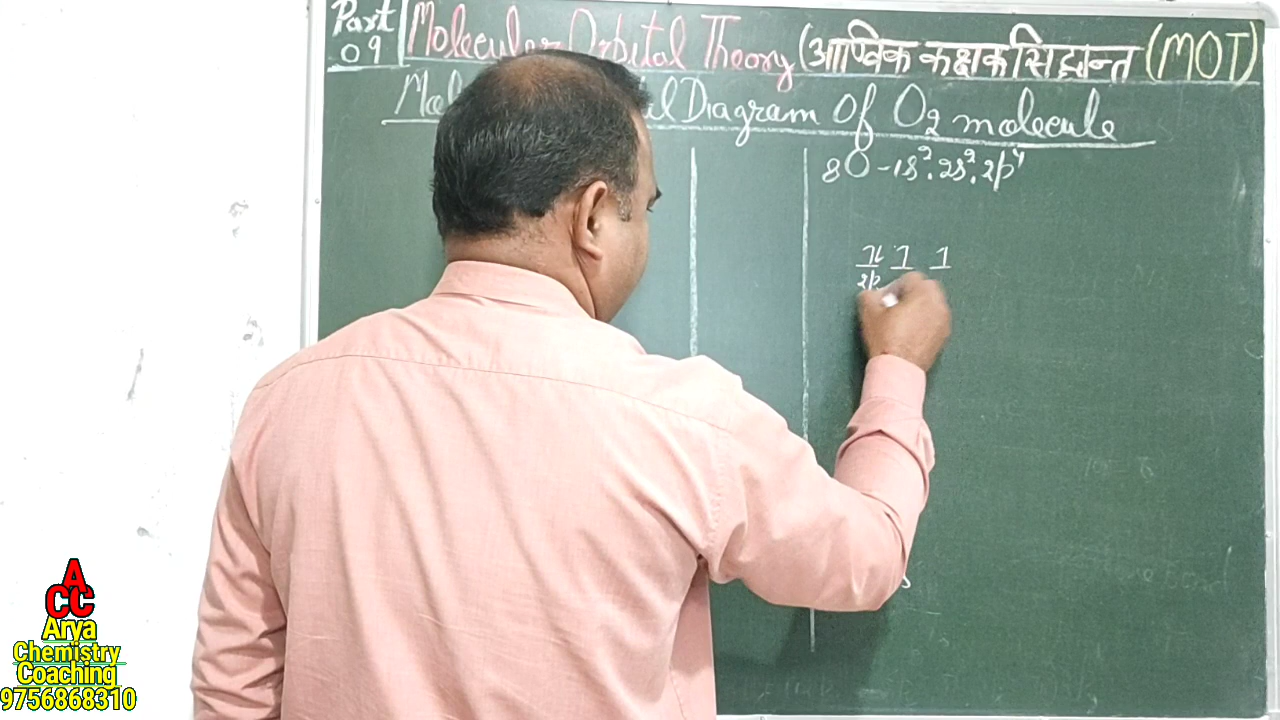 Part
09
Molecular Orbital Theory (आण्विक कक्षक सिद्धान्त (MOT)
Diagram Of O₂ molecule
₈O - 1s². 2s². 2p⁴
1L 1 1
2p
A
CC
Arya
Chemistry
Coaching
9756868310